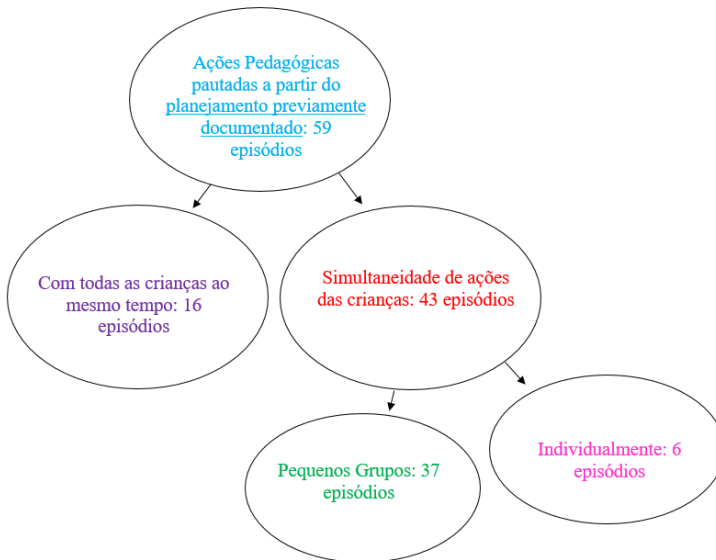 Ações Pedagógicas
pautadas a partir do
planejamento previamente
documentado: 59
episódios
Com todas as crianças ao
mesmo tempo: 16
episódios
Simultaneidade de ações
das crianças: 43 episódios
Pequenos Grupos: 37
episódios
Individualmente: 6
episódios